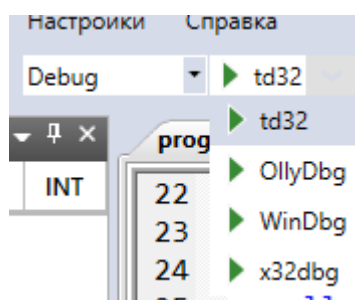 Настройки Справка
Debug td32
td32
prog
OllyDbg
INT
22
WinDbg
23
24 x32dbg